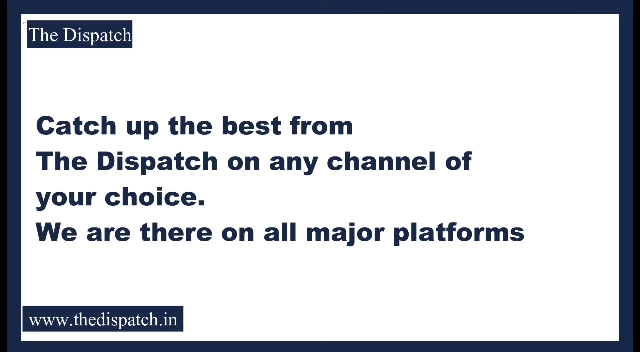 The Dispatch
Catch up the best from
The Dispatch on any channel of
your choice.
We are there on all major platforms
www.thedispatch.in